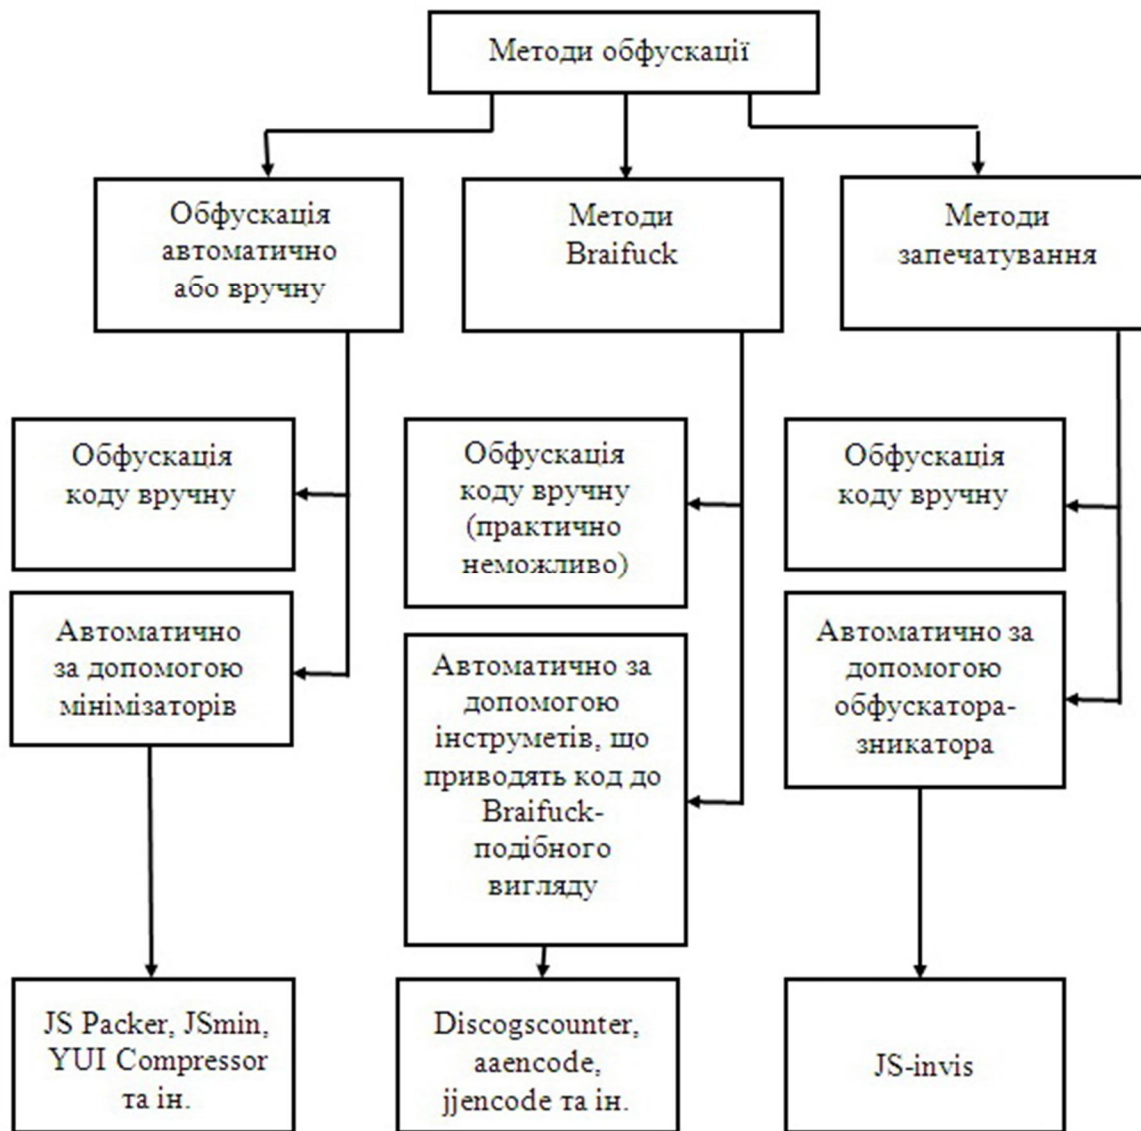 Методи обфускації
Обфускація
автоматично
або вручну
Методи
Braifuck
Методи
запечатування
Обфускація
коду вручну
Обфускація
коду вручну
(практично
неможливо)
Обфускація
коду вручну
Автоматично
за допомогою
мінімізаторів
Автоматично за
допомогою
інструметів, що
приводять код до
Braifuck-
подібного
вигляду
Автоматично за
допомогою
обфускатора-
зникатора
JS Packer, JSmin,
YUI Compressor
та ін.
Discogscounter,
aaencode,
jjencode та ін.
JS-invis